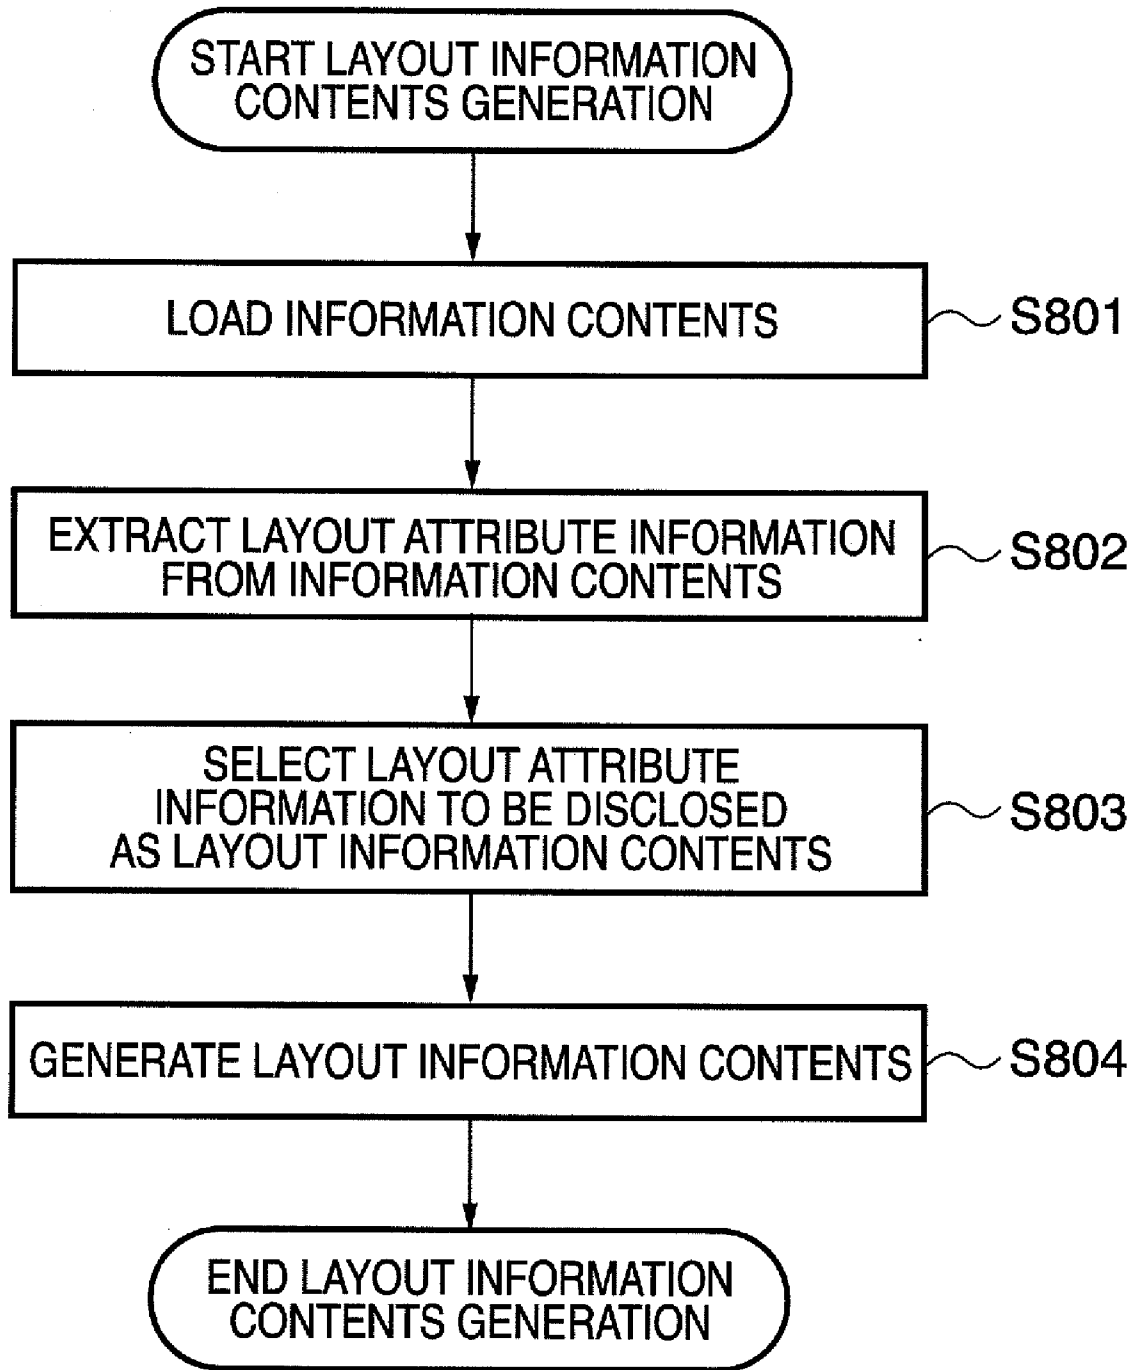 START LAYOUT INFORMATION
CONTENTS GENERATION
LOAD INFORMATION CONTENTS
S801
EXTRACT LAYOUT ATTRIBUTE INFORMATION
FROM INFORMATION CONTENTS
S802
SELECT LAYOUT ATTRIBUTE
INFORMATION TO BE DISCLOSED
AS LAYOUT INFORMATION CONTENTS
S803
GENERATE LAYOUT INFORMATION CONTENTS
S804
END LAYOUT INFORMATION
CONTENTS GENERATION